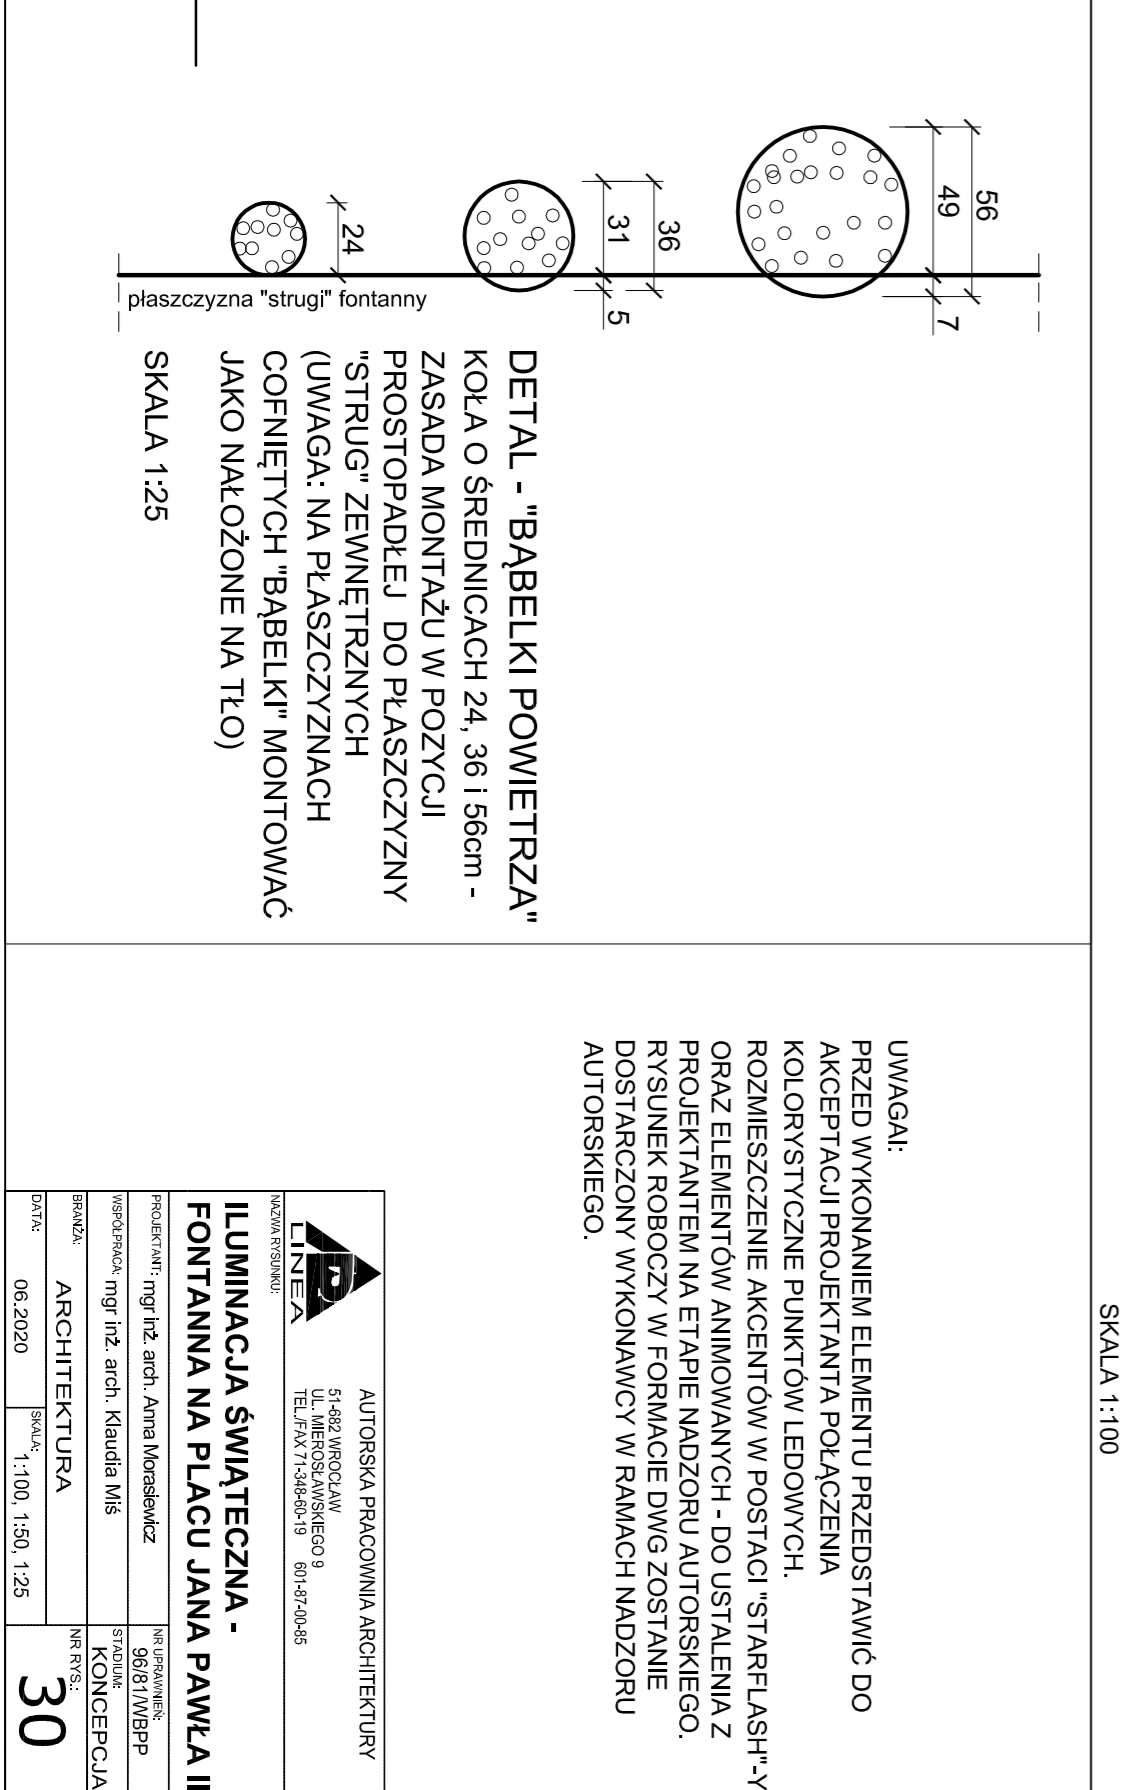 SKALA 1:100
56
49
7
36
31
5
24
płaszczyzna "strugi" fontanny
DETAL - "BĄBELKI POWIETRZA"
KOŁA O ŚREDNICACH 24, 36 i 56cm -
ZASADA MONTAŻU W POZYCJI
PROSTOPADŁEJ DO PŁASZCZYZNY
"STRUG" ZEWNĘTRZNYCH
(UWAGA: NA PŁASZCZYZNACH
COFNIĘTYCH "BĄBELKI" MONTOWAĆ
JAKO NAŁOŻONE NA TŁO)
SKALA 1:25
UWAGAI:
PRZED WYKONANIEM ELEMENTU PRZEDSTAWIĆ DO
AKCEPTACJI PROJEKTANTA POŁĄCZENIA
KOLORYSTYCZNE PUNKTÓW LEDOWYCH.
ROZMIESZCZENIE AKCENTÓW W POSTACI "STARFLASH"-Y
ORAZ ELEMENTÓW ANIMOWANYCH - DO USTALENIA Z
PROJEKTANTEM NA ETAPIE NADZORU AUTORSKIEGO.
RYSUNEK ROBOCZY W FORMACIE DWG ZOSTANIE
DOSTARCZONY WYKONAWCY W RAMACH NADZORU
AUTORSKIEGO.
LINEA
AUTORSKA PRACOWNIA ARCHITEKTURY
51-682 WROCŁAW
UL. MIEROSŁAWSKIEGO 9
TEL./FAX 71-348-60-19 601-87-00-85
NAZWA RYSUNKU:
ILUMINACJA ŚWIĄTECZNA -
FONTANNA NA PLACU JANA PAWŁA II
PROJEKTANT: mgr inż. arch. Anna Morasiewicz
NR UPRAWNIEŃ:
96/81/WBPP
WSPÓŁPRACA: mgr inż. arch. Klaudia Miś
STADIUM:
KONCEPCJA
BRANŻA:
ARCHITEKTURA
NR RYS.:
30
DATA:
06.2020
SKALA:
1:100, 1:50, 1:25